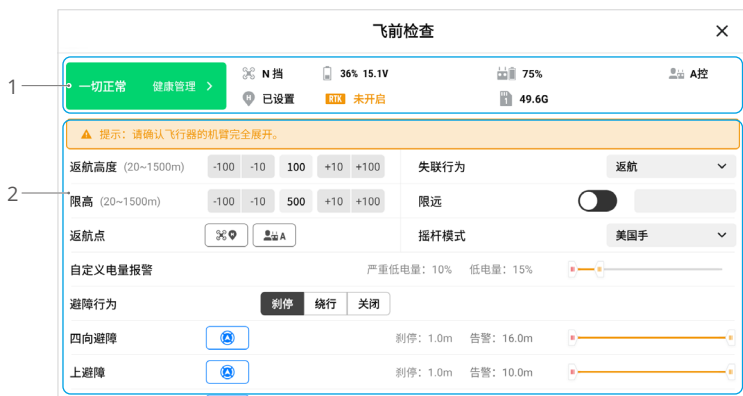 飞前检查
1 一切正常 健康管理 N 挡 36% 15.1V 75% A控
H 已设置 RTK 未开启 1 49.6G
2
提示：请确认飞行器的机臂完全展开。
返航高度 (20~1500m) -100 -10 100 +10 +100 失联行为 返航
限高 (20~1500m) -100 -10 500 +10 +100 限远
返航点 A 摇杆模式 美国手
自定义电量报警 严重低电量：10% 低电量：15%
避障行为 刹停 绕行 关闭
四向避障 刹停：1.0m 告警：16.0m
上避障 刹停：1.0m 告警：10.0m